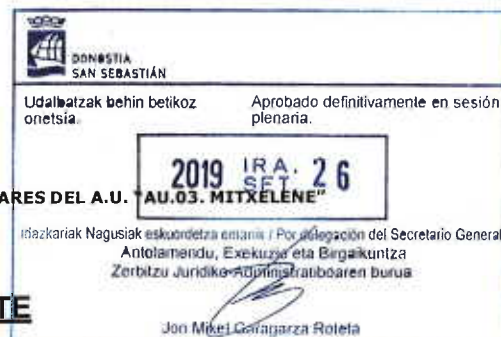 DONOSTIA
SAN SEBASTIÁN
Udalbatzak behin betikoz onetsia.
Aprobado definitivamente en sesión plenaria.
2019 IRA. SET. 26
ARES DEL A.U. "AU.03. MITXELENE"
Idazkariak Nagusiak eskuordetza emanik / Por delegación del Secretario General
Antolamendu, Exekuzio eta Birgaikuntza
Zerbitzu Juridiko-Administratiboaren burua
TE
Jon Mikel Garagarza Roteta